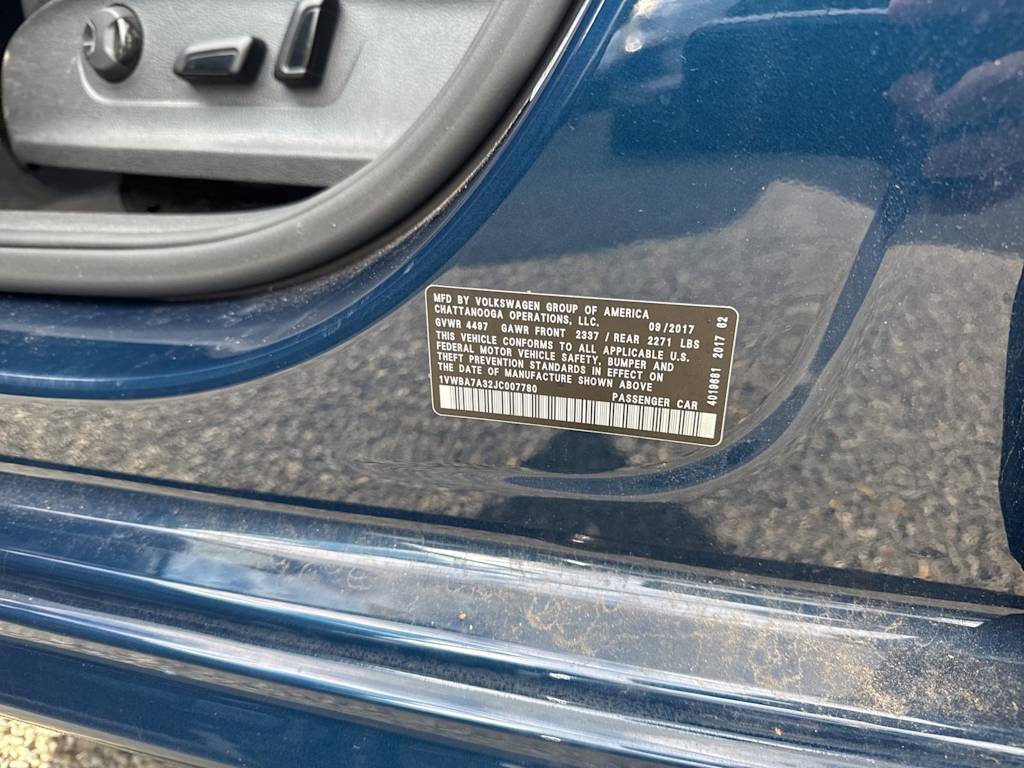 MFD BY VOLKSWAGEN GROUP OF AMERICA
CHATTANOOGA OPERATIONS, LLC. 09/2017
GVWR 4497 GAWR FRONT 2337 / REAR 2271 LBS
THIS VEHICLE CONFORMS TO ALL APPLICABLE U.S.
FEDERAL MOTOR VEHICLE SAFETY, BUMPER AND
THEFT PREVENTION STANDARDS IN EFFECT ON
THE DATE OF MANUFACTURE SHOWN ABOVE
1VWBA7A32JC007780 PASSENGER CAR
4019681 2017 62